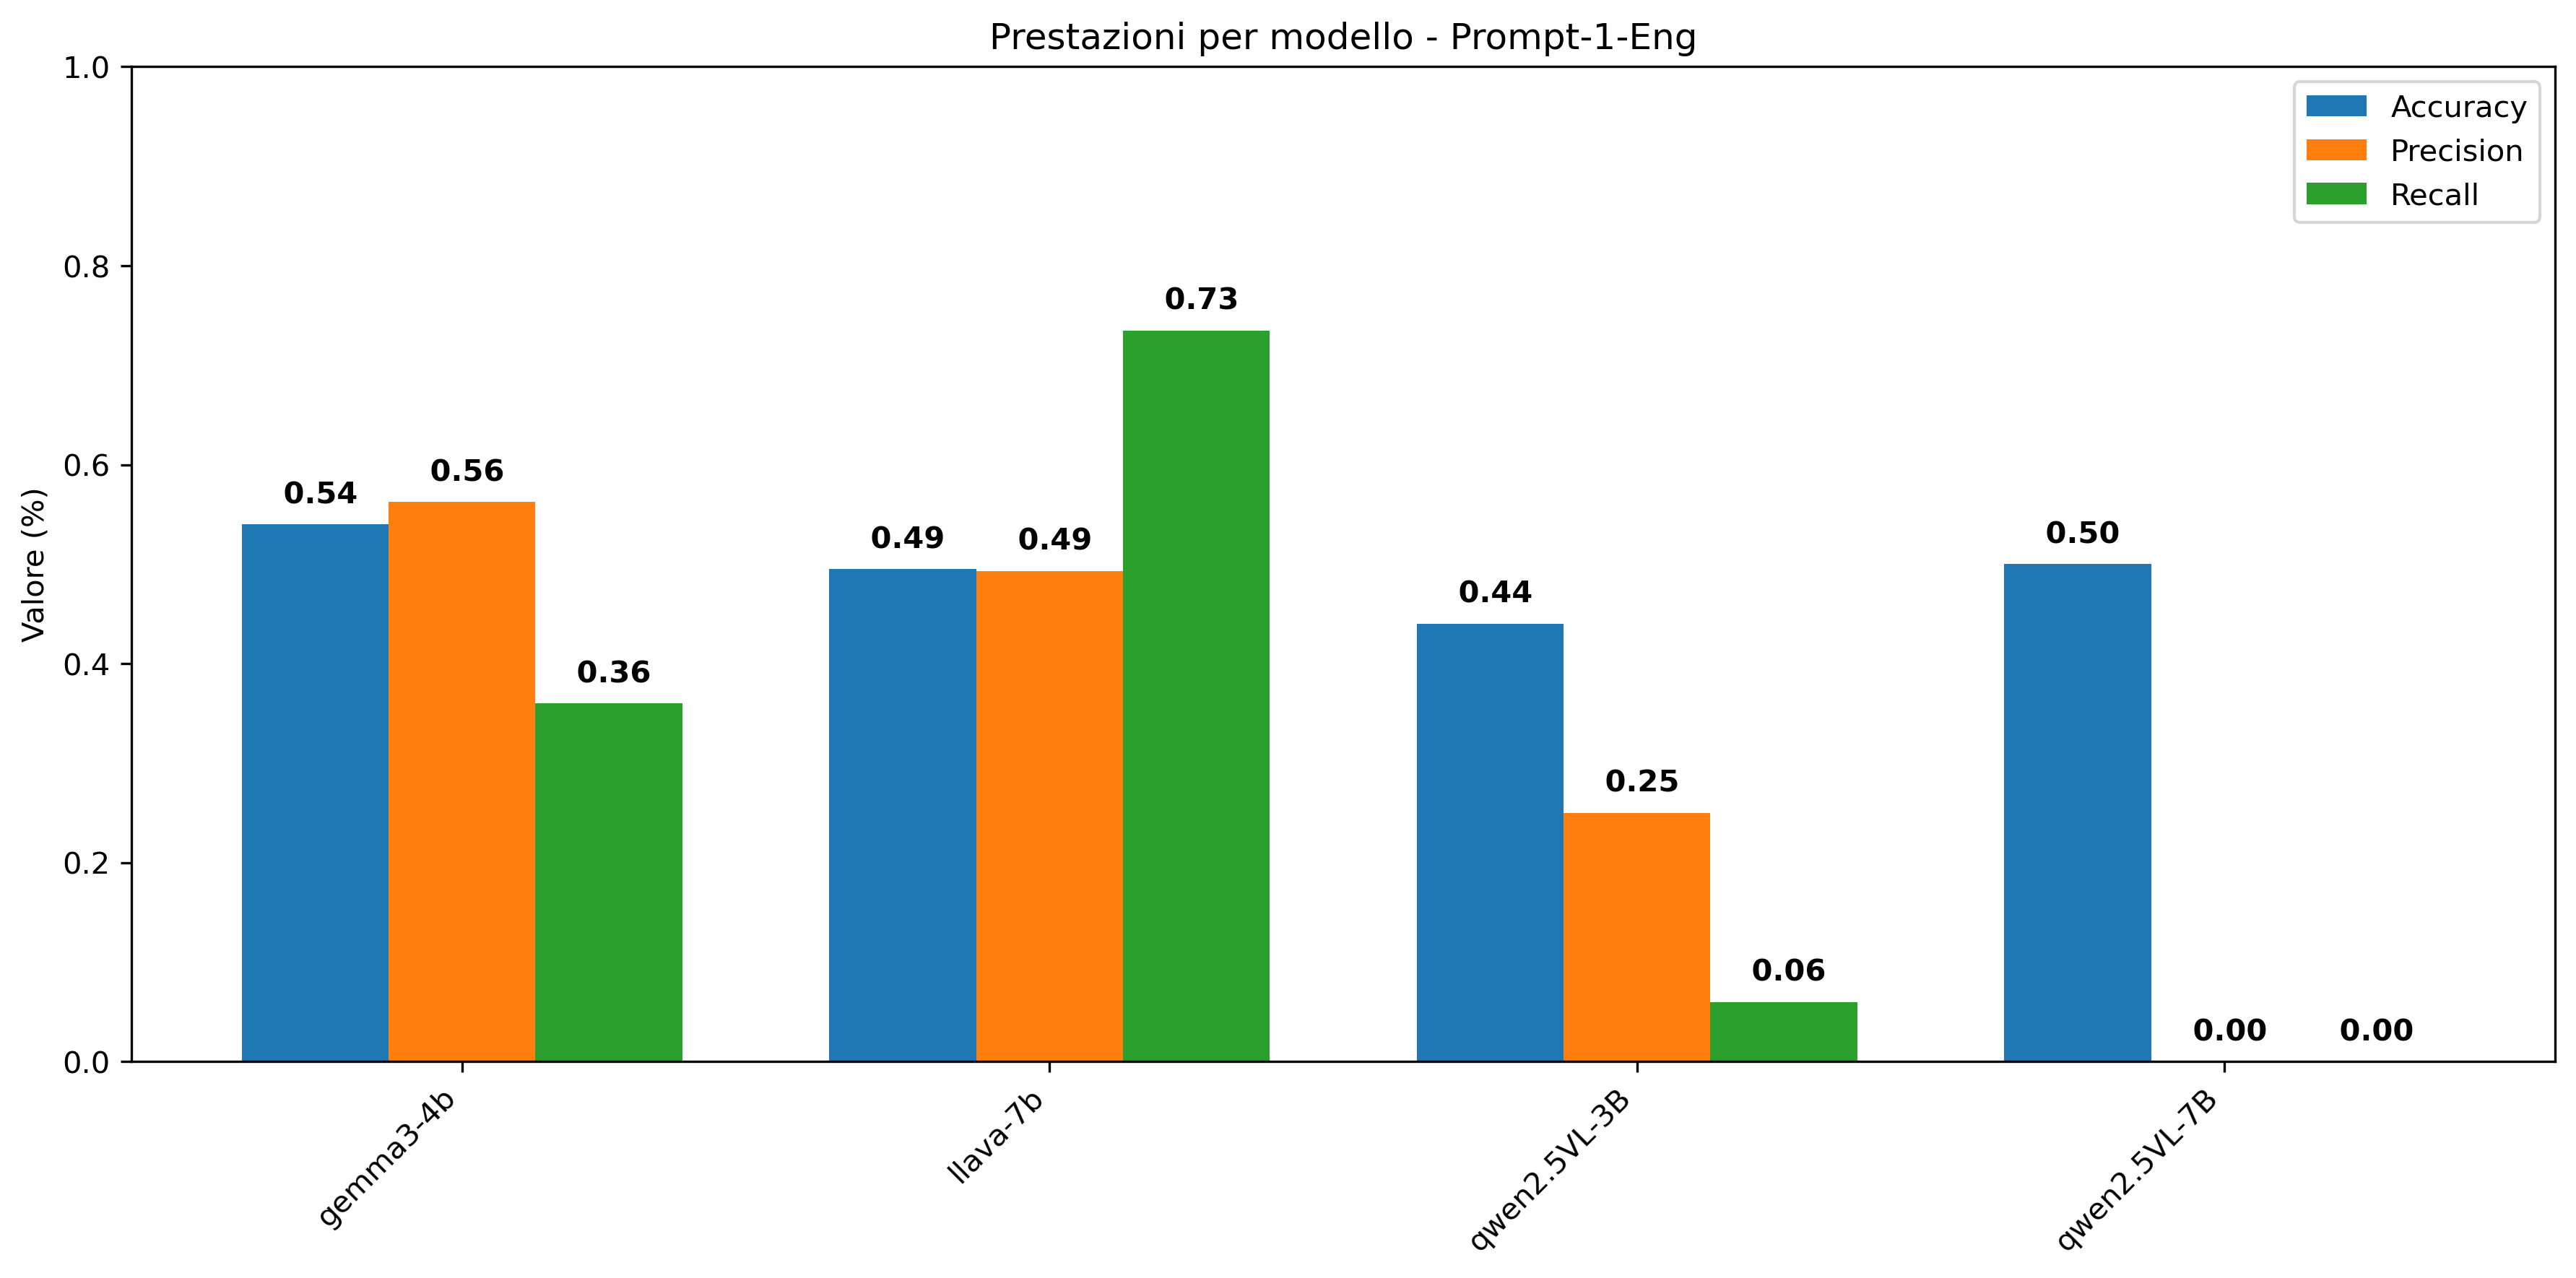 Prestazioni per modello - Prompt-1-Eng
1.0
0.8
0.6
0.4
0.2
0.0
Valore (%)
Accuracy
Precision
Recall
0.54
0.56
0.36
0.49
0.49
0.73
0.44
0.25
0.06
0.50
0.00
0.00
gemma3-4b
llava-7b
qwen2.5VL-3B
qwen2.5VL-7B